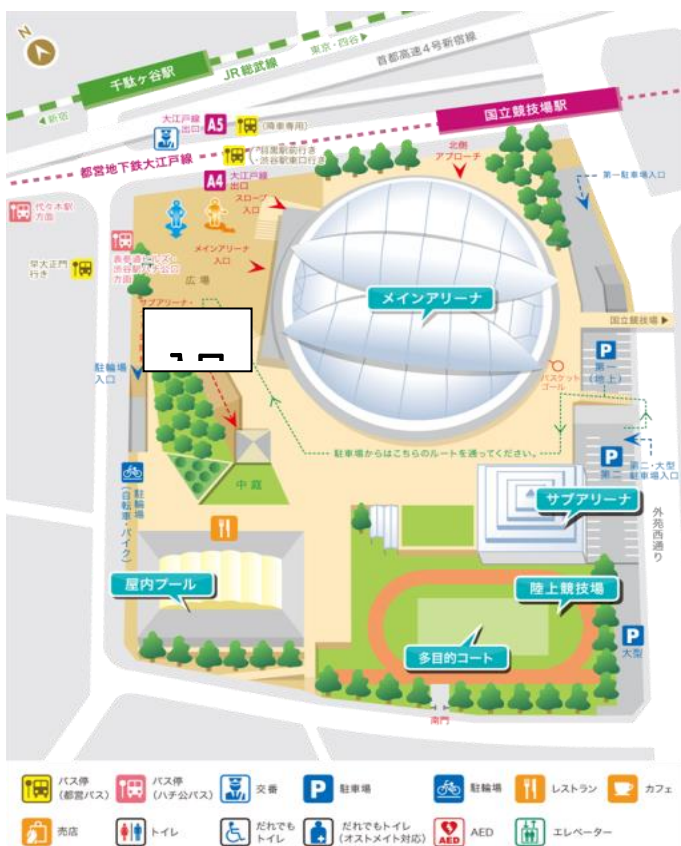 N
千駄ヶ谷駅
JR総武線
東京・四谷▶
首都高速4号新宿線
◀新宿
国立競技場駅
大江戸線
出口
A5
(降車専用)
都営地下鉄大江戸線
目黒駅前行き
・渋谷駅東口行き
A4
大江戸線
出口
スロープ
入口
北側
アプローチ
第一駐車場入口
代々木駅
方面
早大正門
行き
表参道ヒルズ・
渋谷駅ハチ公口
方面
メインアリーナ
入口
広場
メインアリーナ
サブアリーナ・
国立競技場▶
駐輪場
入口
バスケット
ゴール
P
第一
(地上)
駐車場からはこちらのルートを通ってください。
P
第二
第二・大型
駐車場入口
中庭
駐輪場
(自転車・バイク)
サブアリーナ
外苑西通り
屋内プール
陸上競技場
多目的コート
P
大型
南門
バス停
(都営バス)
バス停
(ハチ公バス)
交番
P
駐車場
駐輪場
レストラン
カフェ
売店
トイレ
だれでも
トイレ
だれでもトイレ
(オストメイト対応)
AED
AED
エレベーター